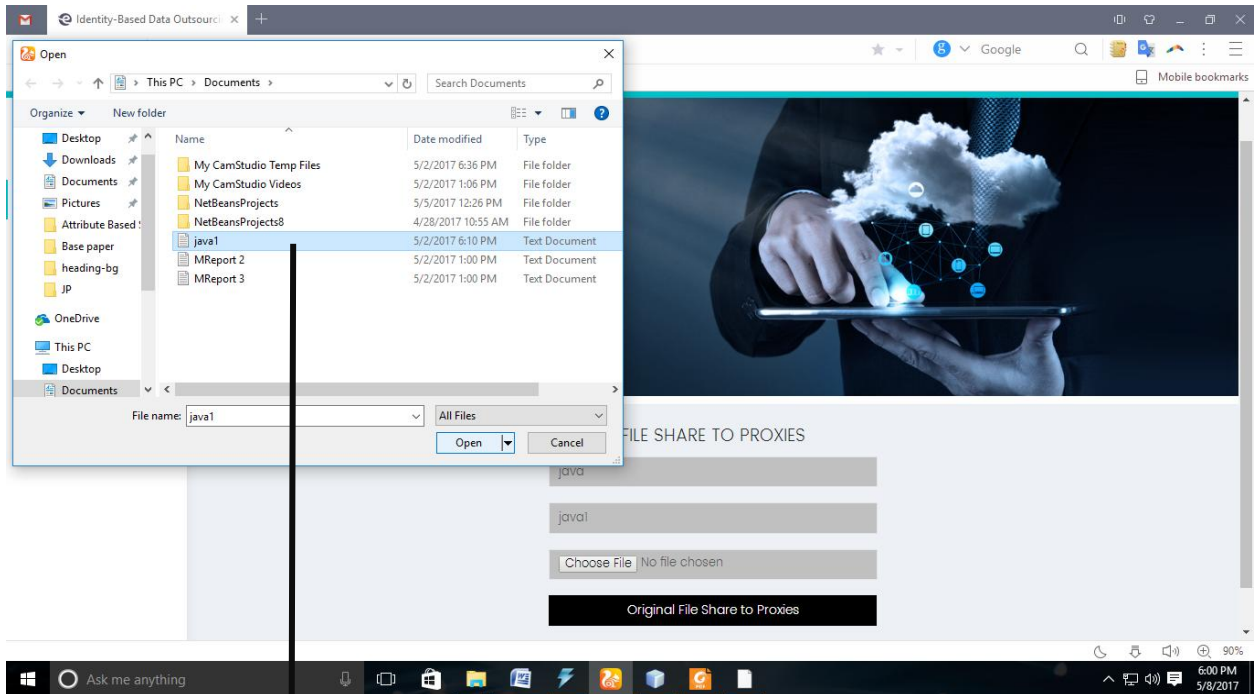 Identity-Based Data Outsourci
Open
Google
This PC > Documents >
Search Documents
Mobile bookmarks
Organize
New folder
Name
Date modified
Type
Desktop
Downloads
Documents
Pictures
Attribute Based
Base paper
heading-bg
JP
OneDrive
This PC
Desktop
Documents
My CamStudio Temp Files 5/2/2017 6:36 PM File folder
My CamStudio Videos 5/2/2017 1:06 PM File folder
NetBeansProjects 5/5/2017 12:26 PM File folder
NetBeansProjects8 4/28/2017 10:55 AM File folder
java1 5/2/2017 6:10 PM Text Document
MReport 2 5/2/2017 1:00 PM Text Document
MReport 3 5/2/2017 1:00 PM Text Document
File name: java1
All Files
Open
Cancel
FILE SHARE TO PROXIES
java
java1
Choose File No file chosen
Original File Share to Proxies
90%
Ask me anything
6:00 PM
5/8/2017